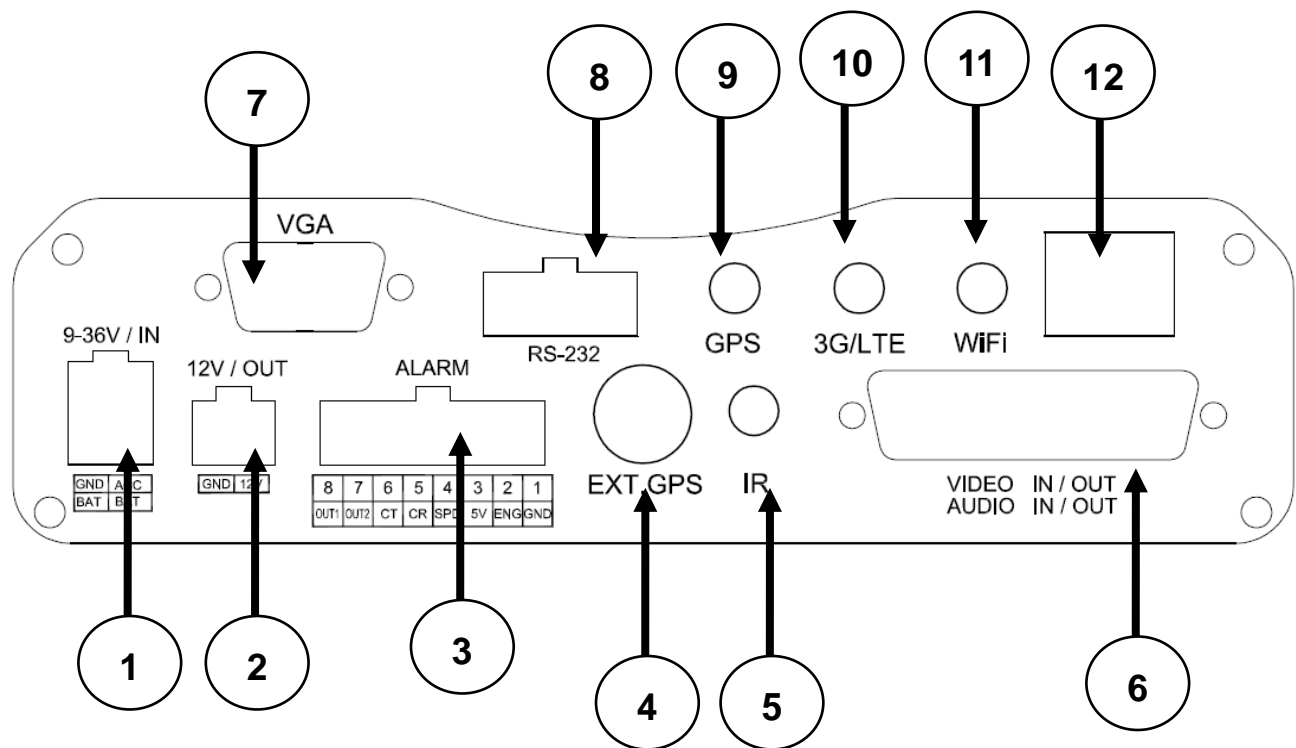 7
8
9
10
11
12
VGA
9-36V / IN
12V / OUT
ALARM
RS-232
GPS
3G/LTE
WiFi
GND ACC
BAT BAT
GND 12V
8 7 6 5 4 3 2 1
OUT1 OUT2 CT CR SPD 5V ENG GND
EXT.GPS
IR
VIDEO IN / OUT
AUDIO IN / OUT
1
2
3
4
5
6